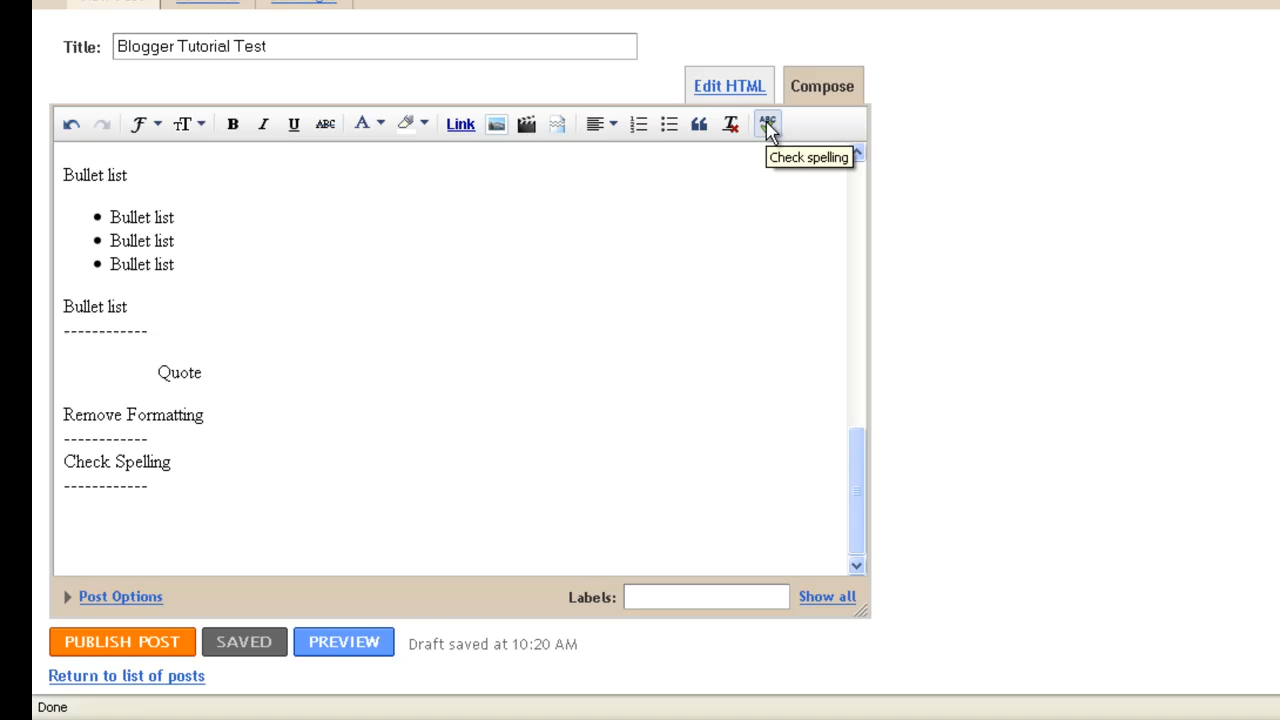 Title: Blogger Tutorial Test
Edit HTML Compose
F T B I U ABC A Link ABC
Check spelling
Bullet list
• Bullet list
• Bullet list
• Bullet list
Bullet list
------------
Quote
Remove Formatting
------------
Check Spelling
------------
Post Options Labels: Show all
PUBLISH POST SAVED PREVIEW Draft saved at 10:20 AM
Return to list of posts
Done